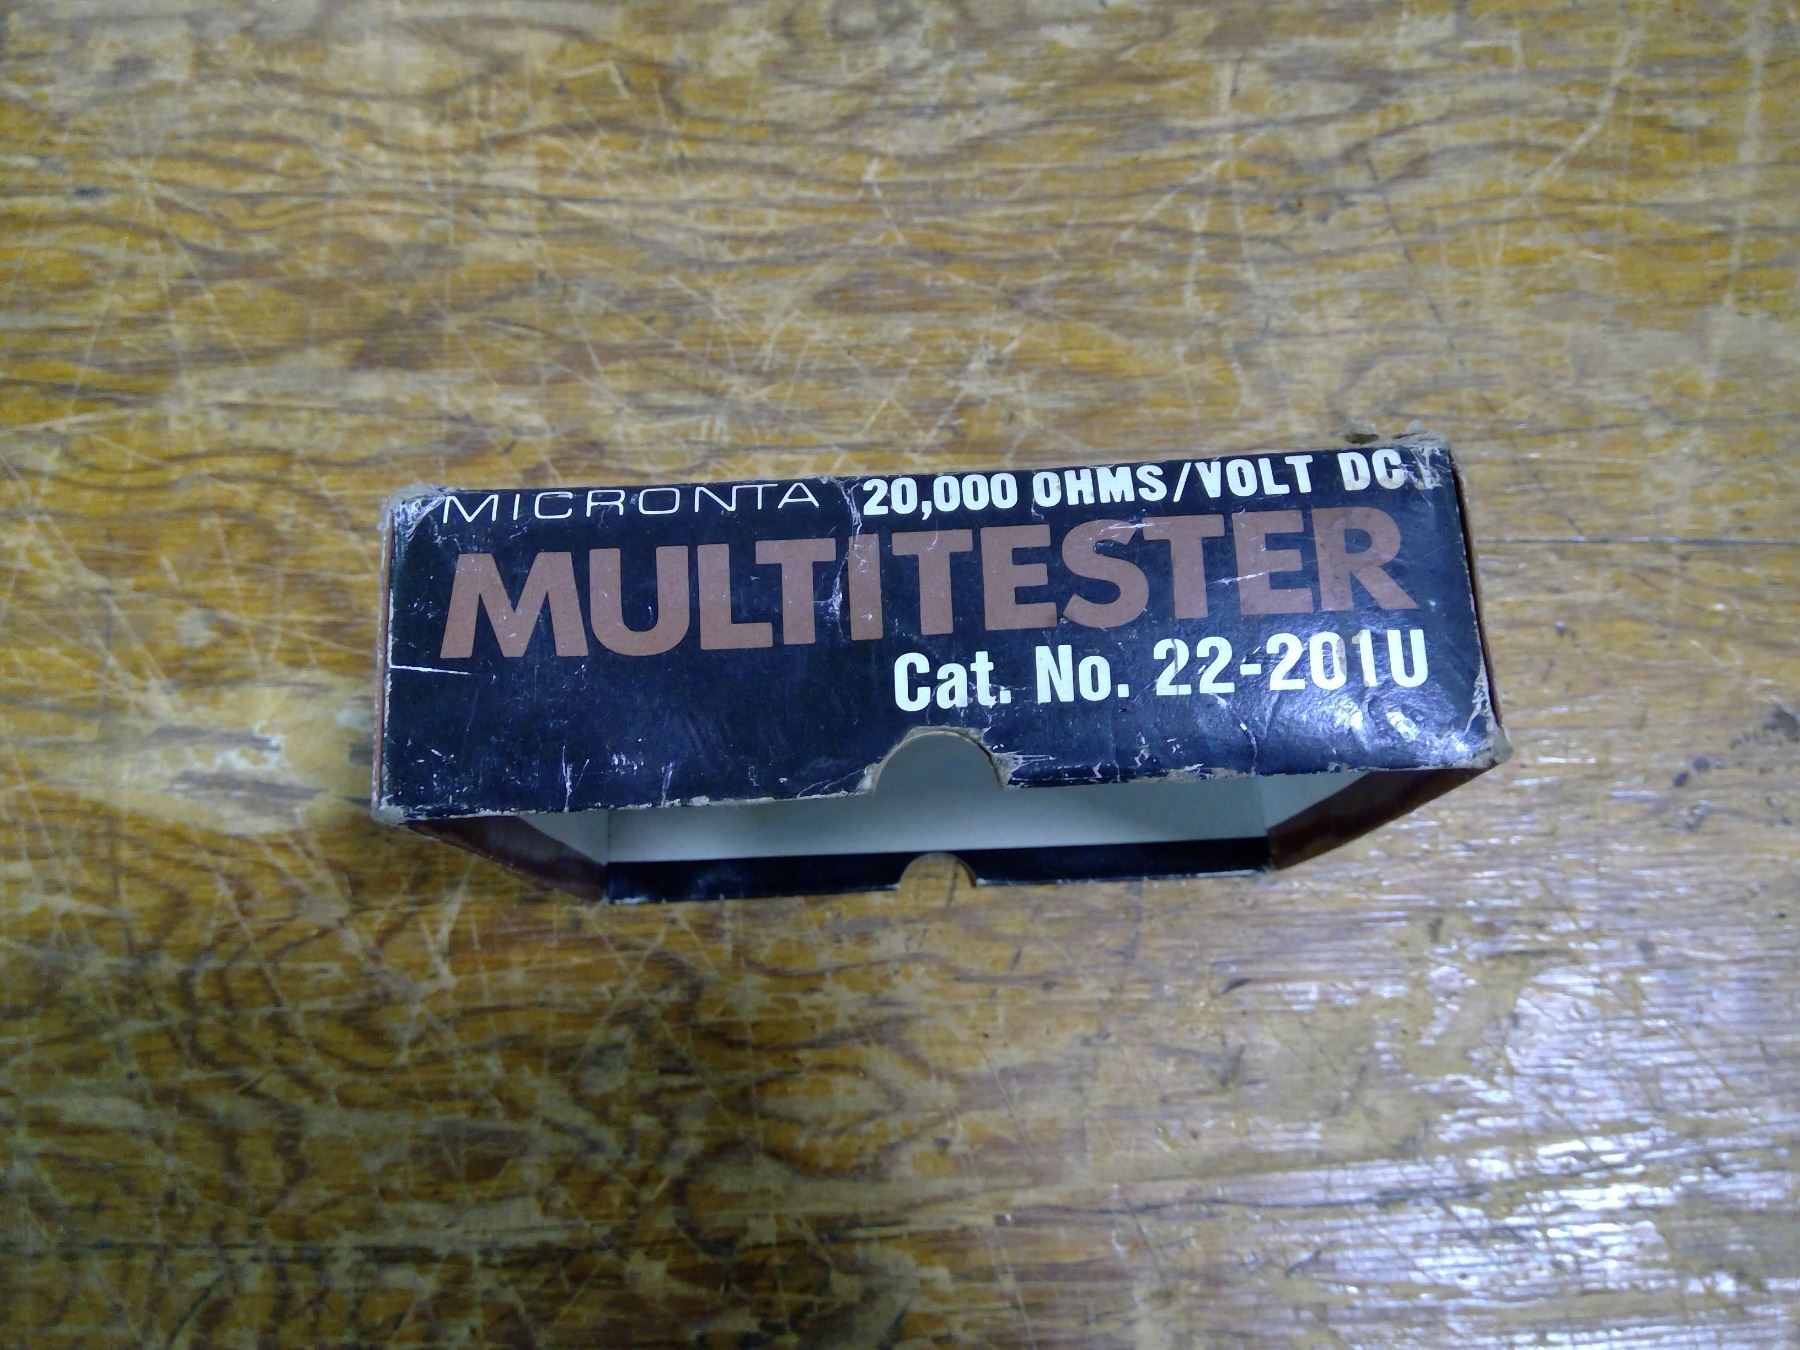 MICRONTA 20,000 OHMS/VOLT DC
MULTITESTER
Cat. No. 22-201U